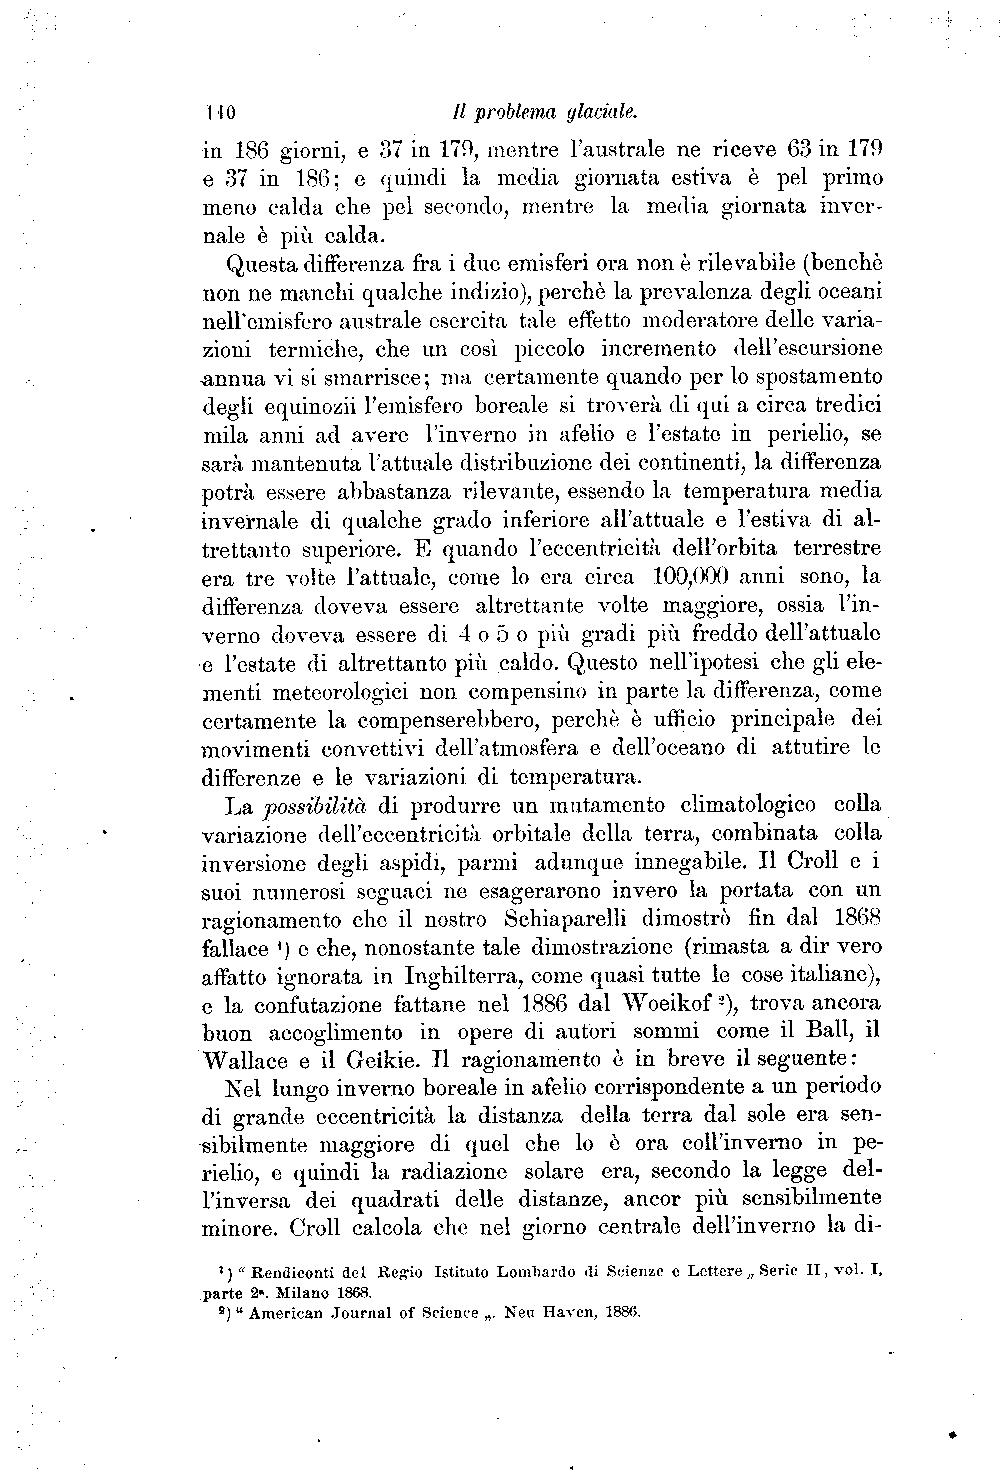 140 Il problema glaciale.
in 186 giorni, e 37 in 179, mentre l'australe ne riceve 63 in 179
e 37 in 186; e quindi la media giornata estiva è pel primo
meno calda che pel secondo, mentre la media giornata inver-
nale è più calda.
Questa differenza fra i due emisferi ora non è rilevabile (benchè
non ne manchi qualche indizio), perchè la prevalenza degli oceani
nell'emisfero australe esercita tale effetto moderatore delle varia-
zioni termiche, che un così piccolo incremento dell'escursione
annua vi si smarrisce; ma certamente quando per lo spostamento
degli equinozii l'emisfero boreale si troverà di qui a circa tredici
mila anni ad avere l'inverno in afelio e l'estate in perielio, se
sarà mantenuta l'attuale distribuzione dei continenti, la differenza
potrà essere abbastanza rilevante, essendo la temperatura media
invernale di qualche grado inferiore all'attuale e l'estiva di al-
trettanto superiore. E quando l'eccentricità dell'orbita terrestre
era tre volte l'attuale, come lo era circa 100,000 anni sono, la
differenza doveva essere altrettante volte maggiore, ossia l'in-
verno doveva essere di 4 o 5 o più gradi più freddo dell'attuale
e l'estate di altrettanto più caldo. Questo nell'ipotesi che gli ele-
menti meteorologici non compensino in parte la differenza, come
certamente la compenserebbero, perchè è ufficio principale dei
movimenti convettivi dell'atmosfera e dell'oceano di attutire le
differenze e le variazioni di temperatura.
La possibilità di produrre un mutamento climatologico colla
variazione dell'eccentricità orbitale della terra, combinata colla
inversione degli aspidi, parmi adunque innegabile. Il Croll e i
suoi numerosi seguaci ne esagerarono invero la portata con un
ragionamento che il nostro Schiaparelli dimostrò fin dal 1868
fallace ¹) e che, nonostante tale dimostrazione (rimasta a dir vero
affatto ignorata in Inghilterra, come quasi tutte le cose italiane),
e la confutazione fattane nel 1886 dal Woeikof ²), trova ancora
buon accoglimento in opere di autori sommi come il Ball, il
Wallace e il Geikie. Il ragionamento è in breve il seguente:
Nel lungo inverno boreale in afelio corrispondente a un periodo
di grande eccentricità la distanza della terra dal sole era sen-
sibilmente maggiore di quel che lo è ora coll'inverno in pe-
rielio, e quindi la radiazione solare era, secondo la legge del-
l'inversa dei quadrati delle distanze, ancor più sensibilmente
minore. Croll calcola che nel giorno centrale dell'inverno la di-
¹) “ Rendiconti del Regio Istituto Lombardo di Scienze e Lettere „ Serie II, vol. I,
parte 2ª. Milano 1868.
²) “ American Journal of Science „. Neu Haven, 1886.